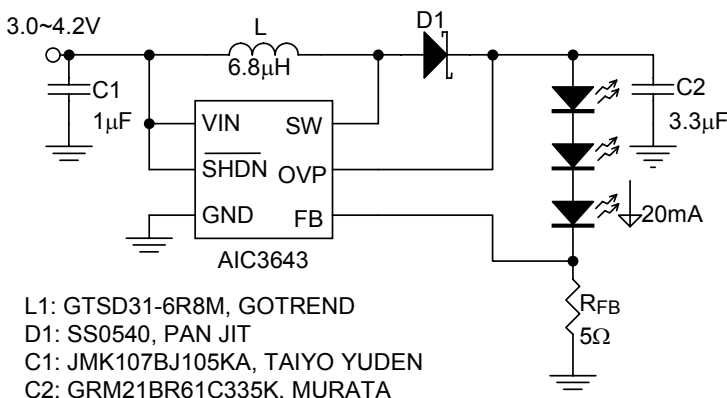 3.0~4.2V
L
6.8µH
D1
C1
1µF
VIN
SW
SHDN
OVP
GND
FB
AIC3643
C2
3.3µF
20mA
RFB
5Ω
L1: GTSD31-6R8M, GOTREND
D1: SS0540, PAN JIT
C1: JMK107BJ105KA, TAIYO YUDEN
C2: GRM21BR61C335K, MURATA